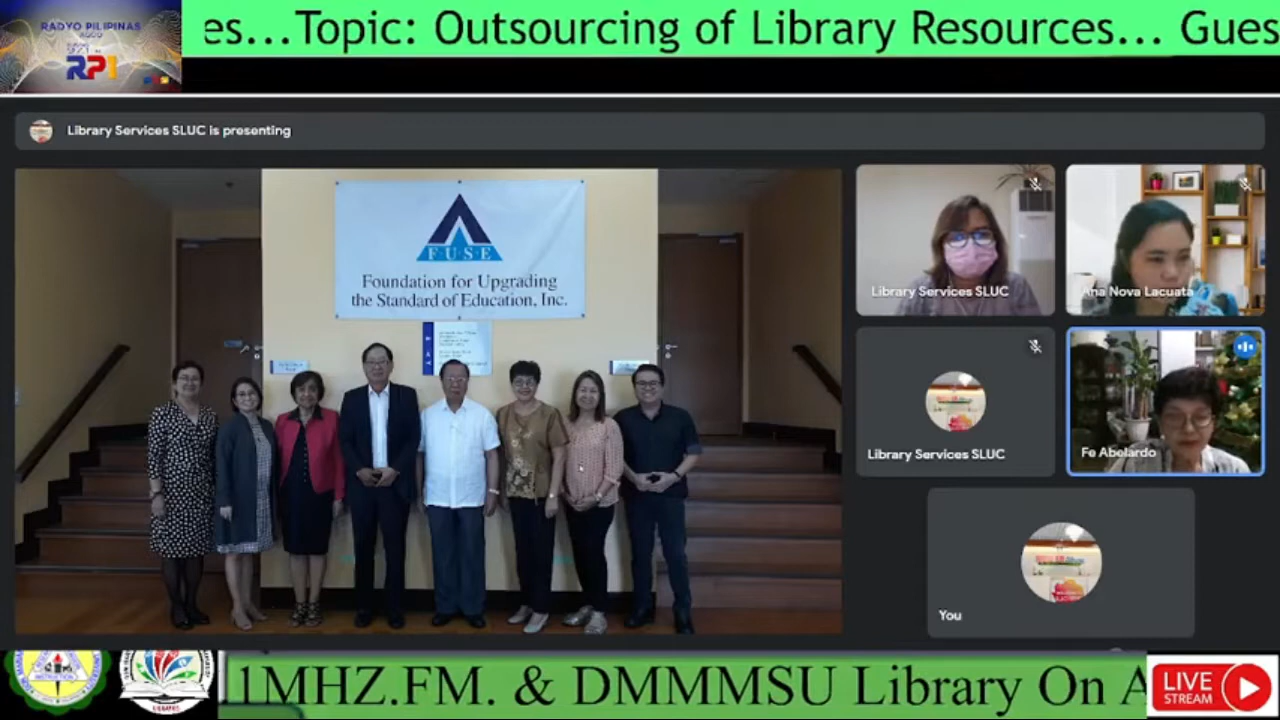 RADYO PILIPINAS
AGOO
RP1
es...Topic: Outsourcing of Library Resources... Gues
Library Services SLUC is presenting
FUSE
Foundation for Upgrading
the Standard of Education, Inc.
Library Services SLUC
Ana Nova Lacuata
Library Services SLUC
Fe Abelardo
You
1MHZ.FM. & DMMMSU Library On A
LIVE
STREAM